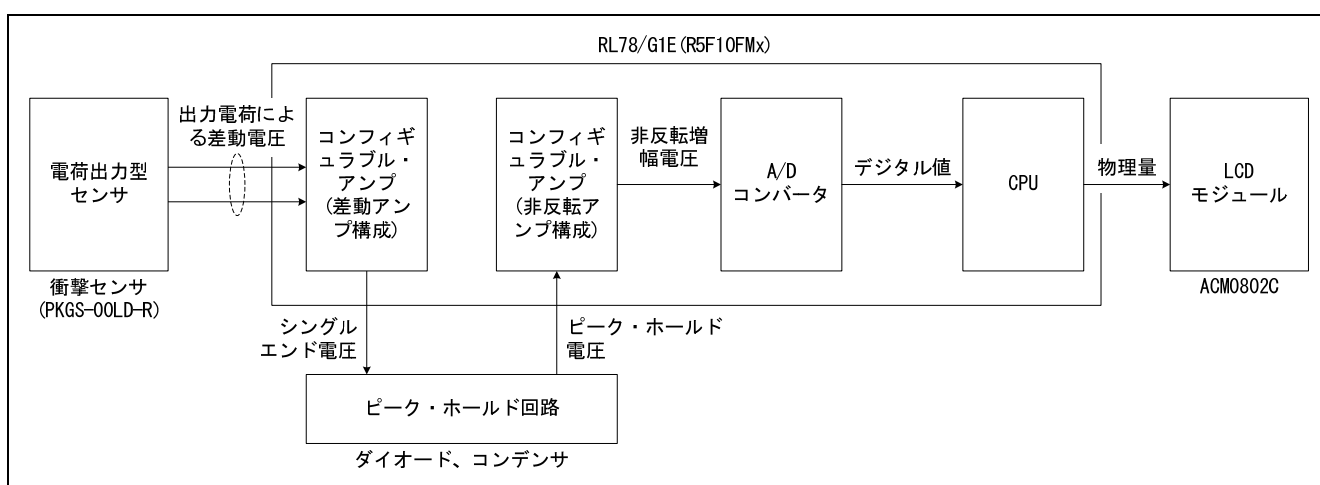 RL78/G1E(R5F10FMx)
出力電荷によ
る差動電圧
電荷出力型
センサ
衝撃センサ
(PKGS-00LD-R)
コンフィギ
ュラブル・
アンプ
(差動アン
プ構成)
コンフィギ
ュラブル・
アンプ
(非反転ア
ンプ構成)
非反転増
幅電圧
A/D
コンバータ
デジタル値
CPU
物理量
LCD
モジュール
ACM0802C
シングル
エンド電圧
ピーク・ホールド
電圧
ピーク・ホールド回路
ダイオード、コンデンサ